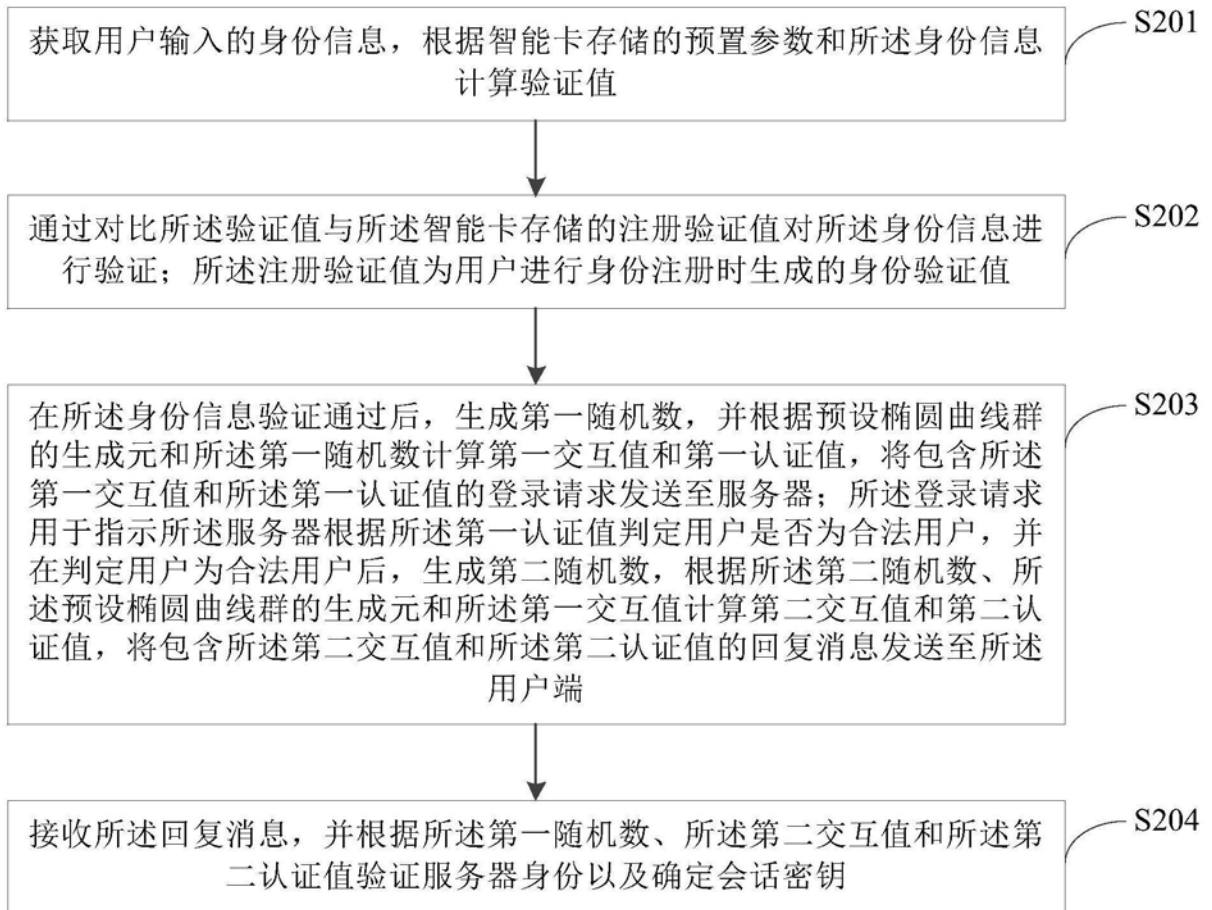 获取用户输入的身份信息，根据智能卡存储的预置参数和所述身份信息
计算验证值
S201
通过对比所述验证值与所述智能卡存储的注册验证值对所述身份信息进
行验证；所述注册验证值为用户进行身份注册时生成的身份验证值
S202
在所述身份信息验证通过后，生成第一随机数，并根据预设椭圆曲线群
的生成元和所述第一随机数计算第一交互值和第一认证值，将包含所述
第一交互值和所述第一认证值的登录请求发送至服务器；所述登录请求
用于指示所述服务器根据所述第一认证值判定用户是否为合法用户，并
在判定用户为合法用户后，生成第二随机数，根据所述第二随机数、所
述预设椭圆曲线群的生成元和所述第一交互值计算第二交互值和第二认
证值，将包含所述第二交互值和所述第二认证值的回复消息发送至所述
用户端
S203
接收所述回复消息，并根据所述第一随机数、所述第二交互值和所述第
二认证值验证服务器身份以及确定会话密钥
S204